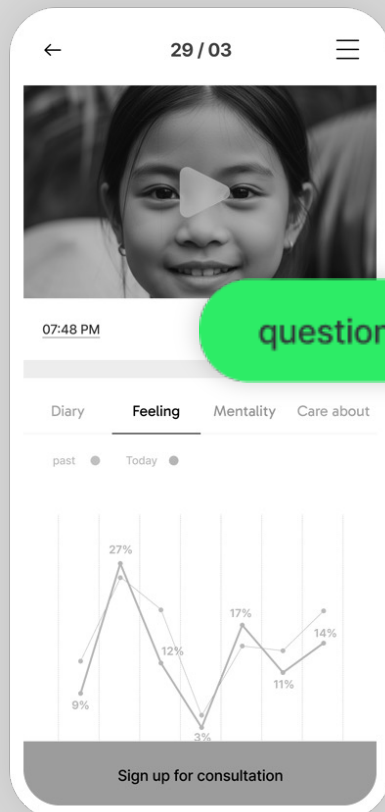 29 / 03
07:48 PM
question
Diary Feeling Mentality Care about
past Today
27%
17%
12%
14%
11%
9%
3%
Sign up for consultation